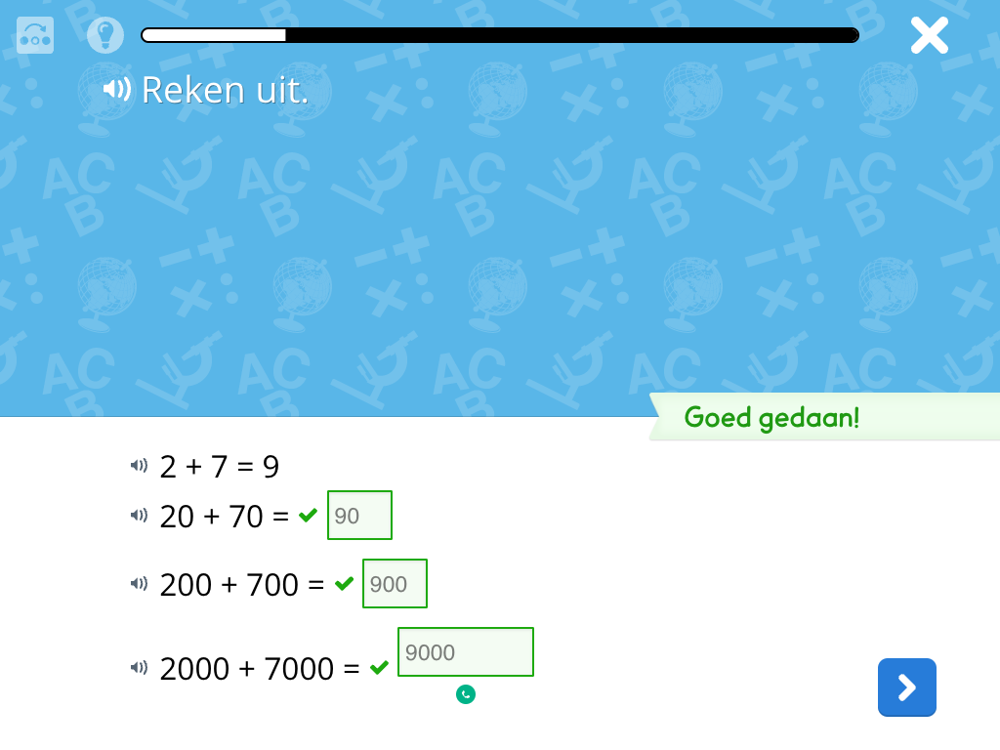 Reken uit.
Goed gedaan!
2 + 7 = 9
20 + 70 = 90
200 + 700 = 900
2000 + 7000 = 9000